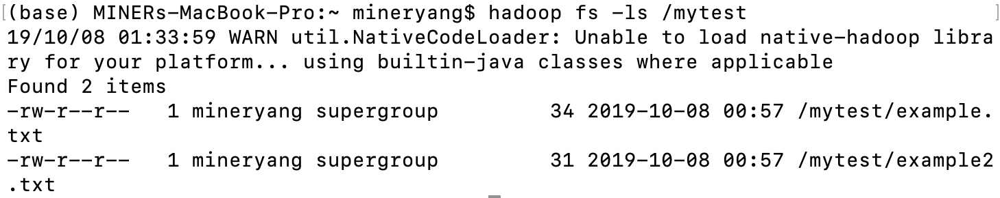 [(base) MINERs-MacBook-Pro:~ mineryang$ hadoop fs -ls /mytest ]
19/10/08 01:33:59 WARN util.NativeCodeLoader: Unable to load native-hadoop libra
ry for your platform... using builtin-java classes where applicable
Found 2 items
-rw-r--r--   1 mineryang supergroup         34 2019-10-08 00:57 /mytest/example.
txt
-rw-r--r--   1 mineryang supergroup         31 2019-10-08 00:57 /mytest/example2
.txt